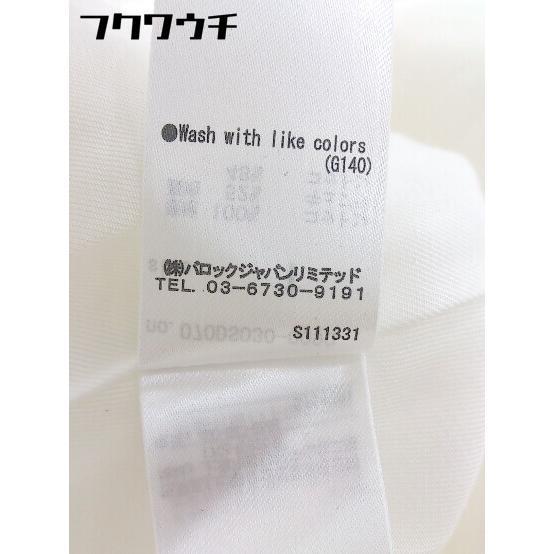 フクワウチ
●Wash with like colors
(G140)
㈱バロックジャパンリミテッド
TEL. 03-6730-9191
S111331